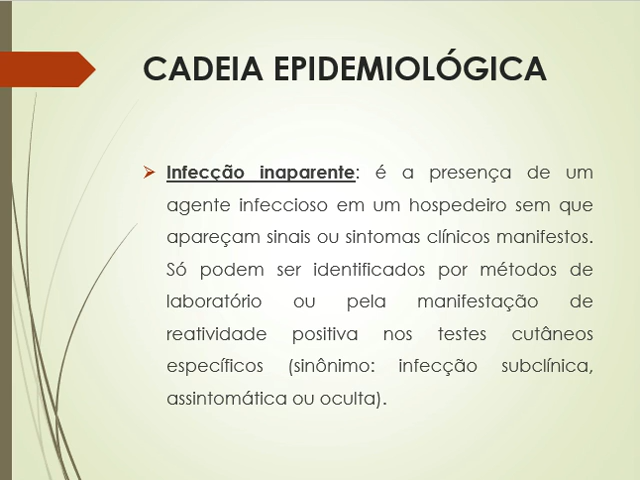 CADEIA EPIDEMIOLÓGICA
Infecção inaparente: é a presença de um
agente infeccioso em um hospedeiro sem que
apareçam sinais ou sintomas clínicos manifestos.
Só podem ser identificados por métodos de
laboratório ou pela manifestação de
reatividade positiva nos testes cutâneos
específicos (sinônimo: infecção subclínica,
assintomática ou oculta).